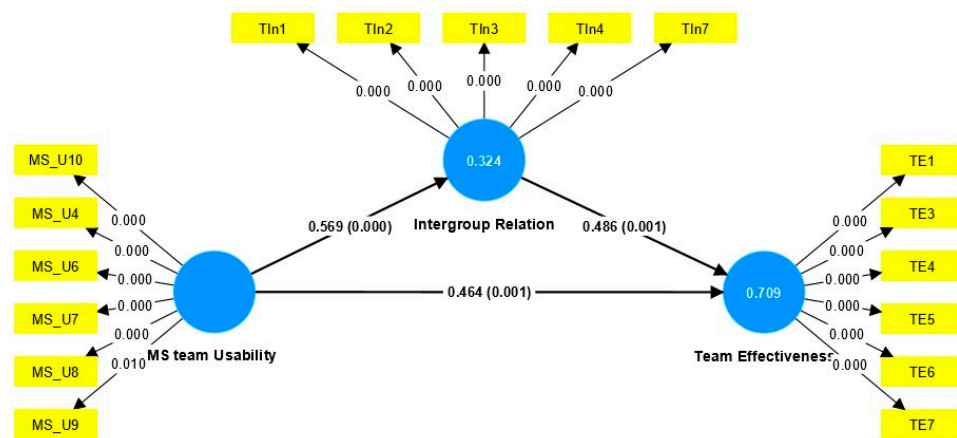 TIn1 TIn2 TIn3 TIn4 TIn7
0.000 0.000 0.000 0.000 0.000
0.324
Intergroup Relation
MS_U10
MS_U4
MS_U6
MS_U7
MS_U8
MS_U9
0.000
0.000
0.000
0.000
0.000
0.010
MS team Usability
0.569 (0.000)
0.486 (0.001)
0.464 (0.001)
0.709
Team Effectiveness
0.000
0.000
0.000
0.000
0.000
0.000
TE1
TE3
TE4
TE5
TE6
TE7